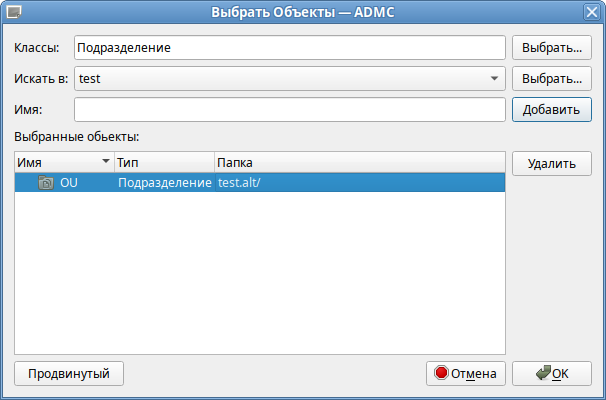 Выбрать Объекты — ADMC
Классы: Подразделение Выбрать...
Искать в: test Выбрать...
Имя: Добавить
Выбранные обьекты:
Имя Тип Папка Удалить
OU Подразделение test.alt/
Продвинутый Отмена OK